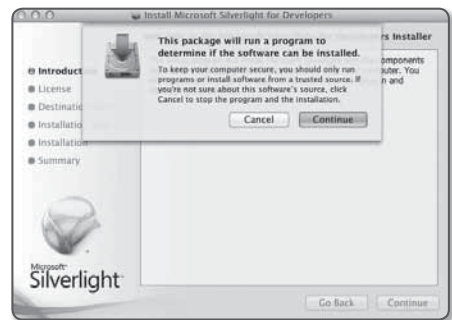 Install Microsoft Silverlight for Developers
rs Installer
This package will run a program to
determine if the software can be installed.
To keep your computer secure, you should only run
programs or install software from a trusted source. If
you're not sure about this software's source, click
Cancel to stop the program and the installation.
Cancel
Continue
omponents
uter. You
n and
Introduct
License
Destinatio
Installatio
Installation
Summary
Microsoft
Silverlight
Go Back
Continue